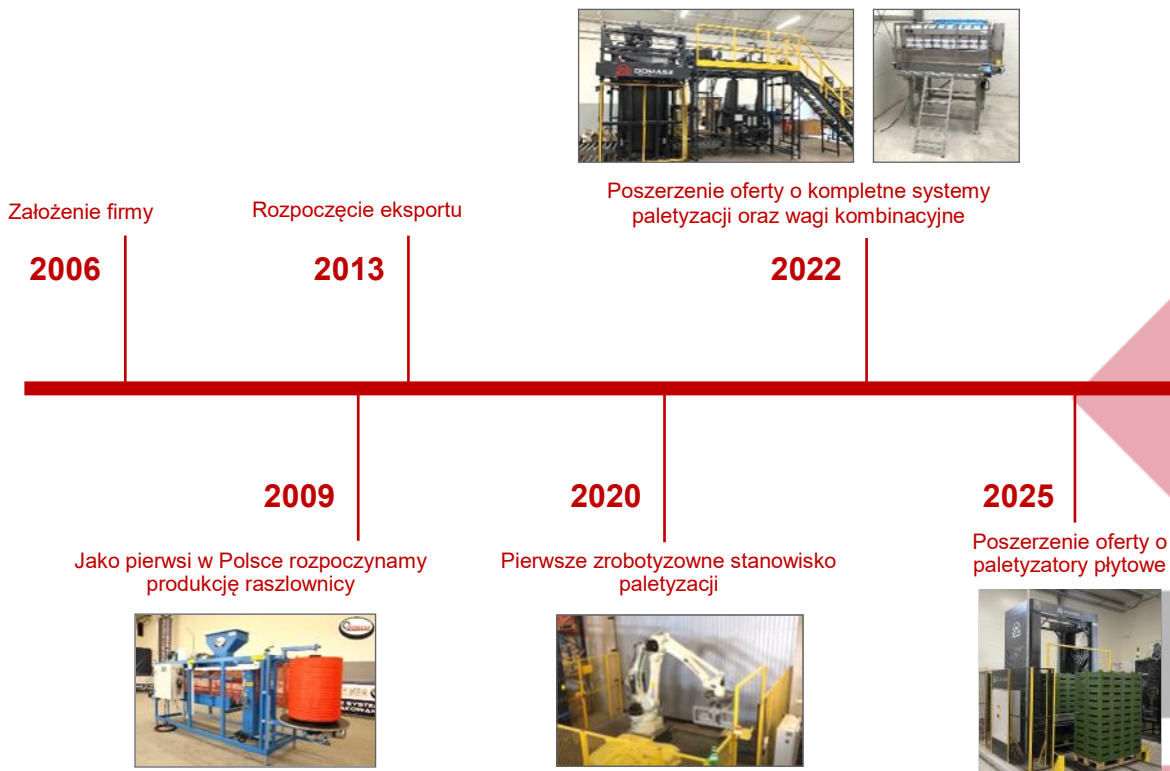 Założenie firmy
2006
Rozpoczęcie eksportu
2013
DOMASZ
Poszerzenie oferty o kompletne systemy
paletyzacji oraz wagi kombinacyjne
2022
2009
Jako pierwsi w Polsce rozpoczynamy
produkcję raszlownicy
2020
Pierwsze zrobotyzowne stanowisko
paletyzacji
2025
Poszerzenie oferty o
paletyzatory płytowe